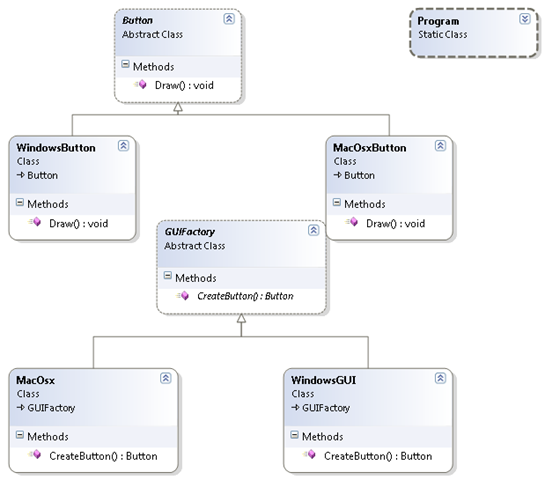 Button
Abstract Class
Methods
Draw() : void
Program
Static Class
WindowsButton
Class
Button
Methods
Draw() : void
MacOsxButton
Class
Button
Methods
Draw() : void
GUIFactory
Abstract Class
Methods
CreateButton() : Button
MacOsx
Class
GUIFactory
Methods
CreateButton() : Button
WindowsGUI
Class
GUIFactory
Methods
CreateButton() : Button